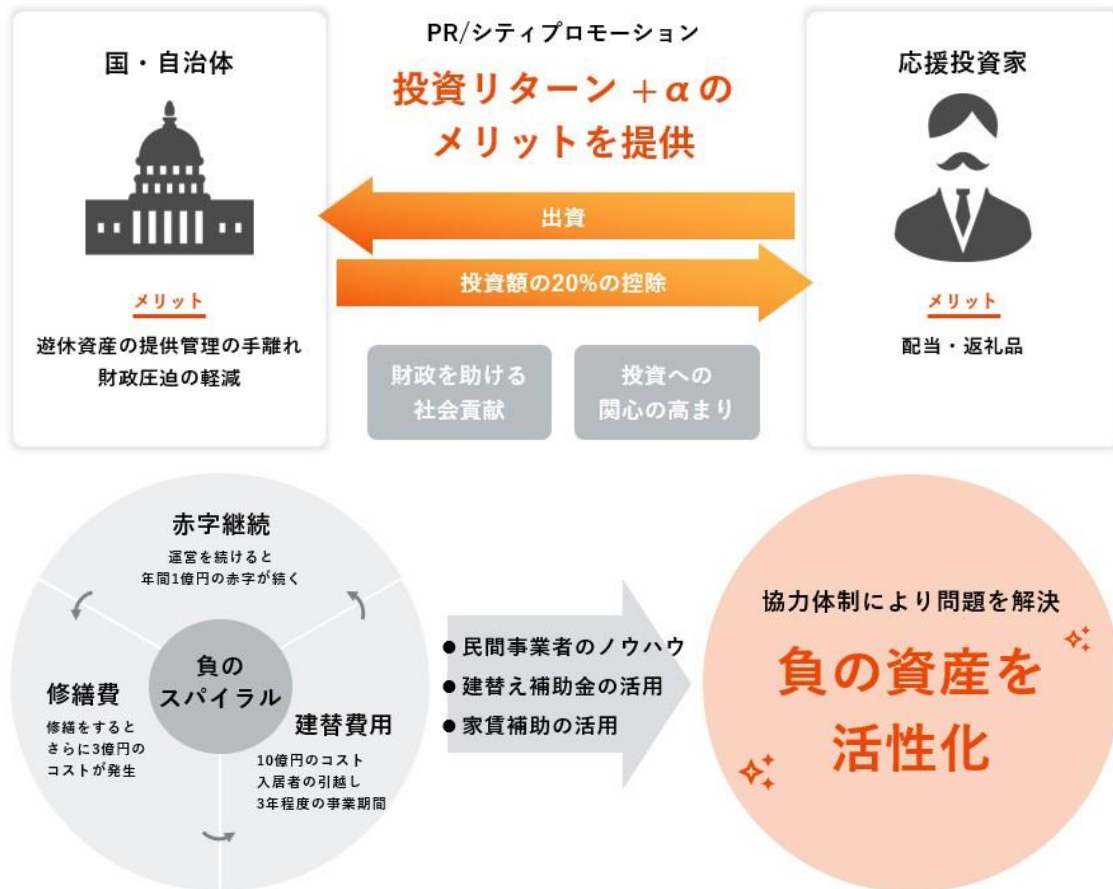 国・自治体
メリット
遊休資産の提供管理の手離れ
財政圧迫の軽減
PR/シティプロモーション
投資リターン +αの
メリットを提供
出資
投資額の20%の控除
財政を助ける
社会貢献
投資への
関心の高まり
応援投資家
メリット
配当・返礼品
赤字継続
運営を続けると
年間1億円の赤字が続く
負の
スパイラル
修繕費
修繕をすると
さらに3億円の
コストが発生
建替費用
10億円のコスト
入居者の引越し
3年程度の事業期間
● 民間事業者のノウハウ
● 建替え補助金の活用
● 家賃補助の活用
協力体制により問題を解決
負の資産を
活性化